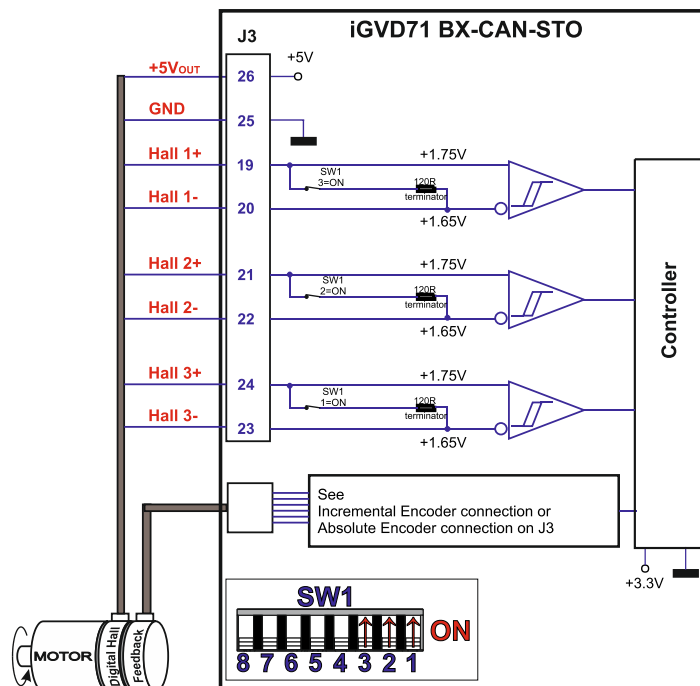 iGVD71 BX-CAN-STO
J3
+5VOUT
26
+5V
GND
25
Hall 1+
19
+1.75V
SW1
3=ON
120R
terminator
Hall 1-
20
+1.65V
Hall 2+
21
+1.75V
SW1
2=ON
120R
terminator
Hall 2-
22
+1.65V
Hall 3+
24
+1.75V
SW1
1=ON
120R
terminator
Hall 3-
23
+1.65V
Controller
See
Incremental Encoder connection or
Absolute Encoder connection on J3
+3.3V
SW1
ON
8 7 6 5 4 3 2 1
MOTOR
Digital Hall
Feedback